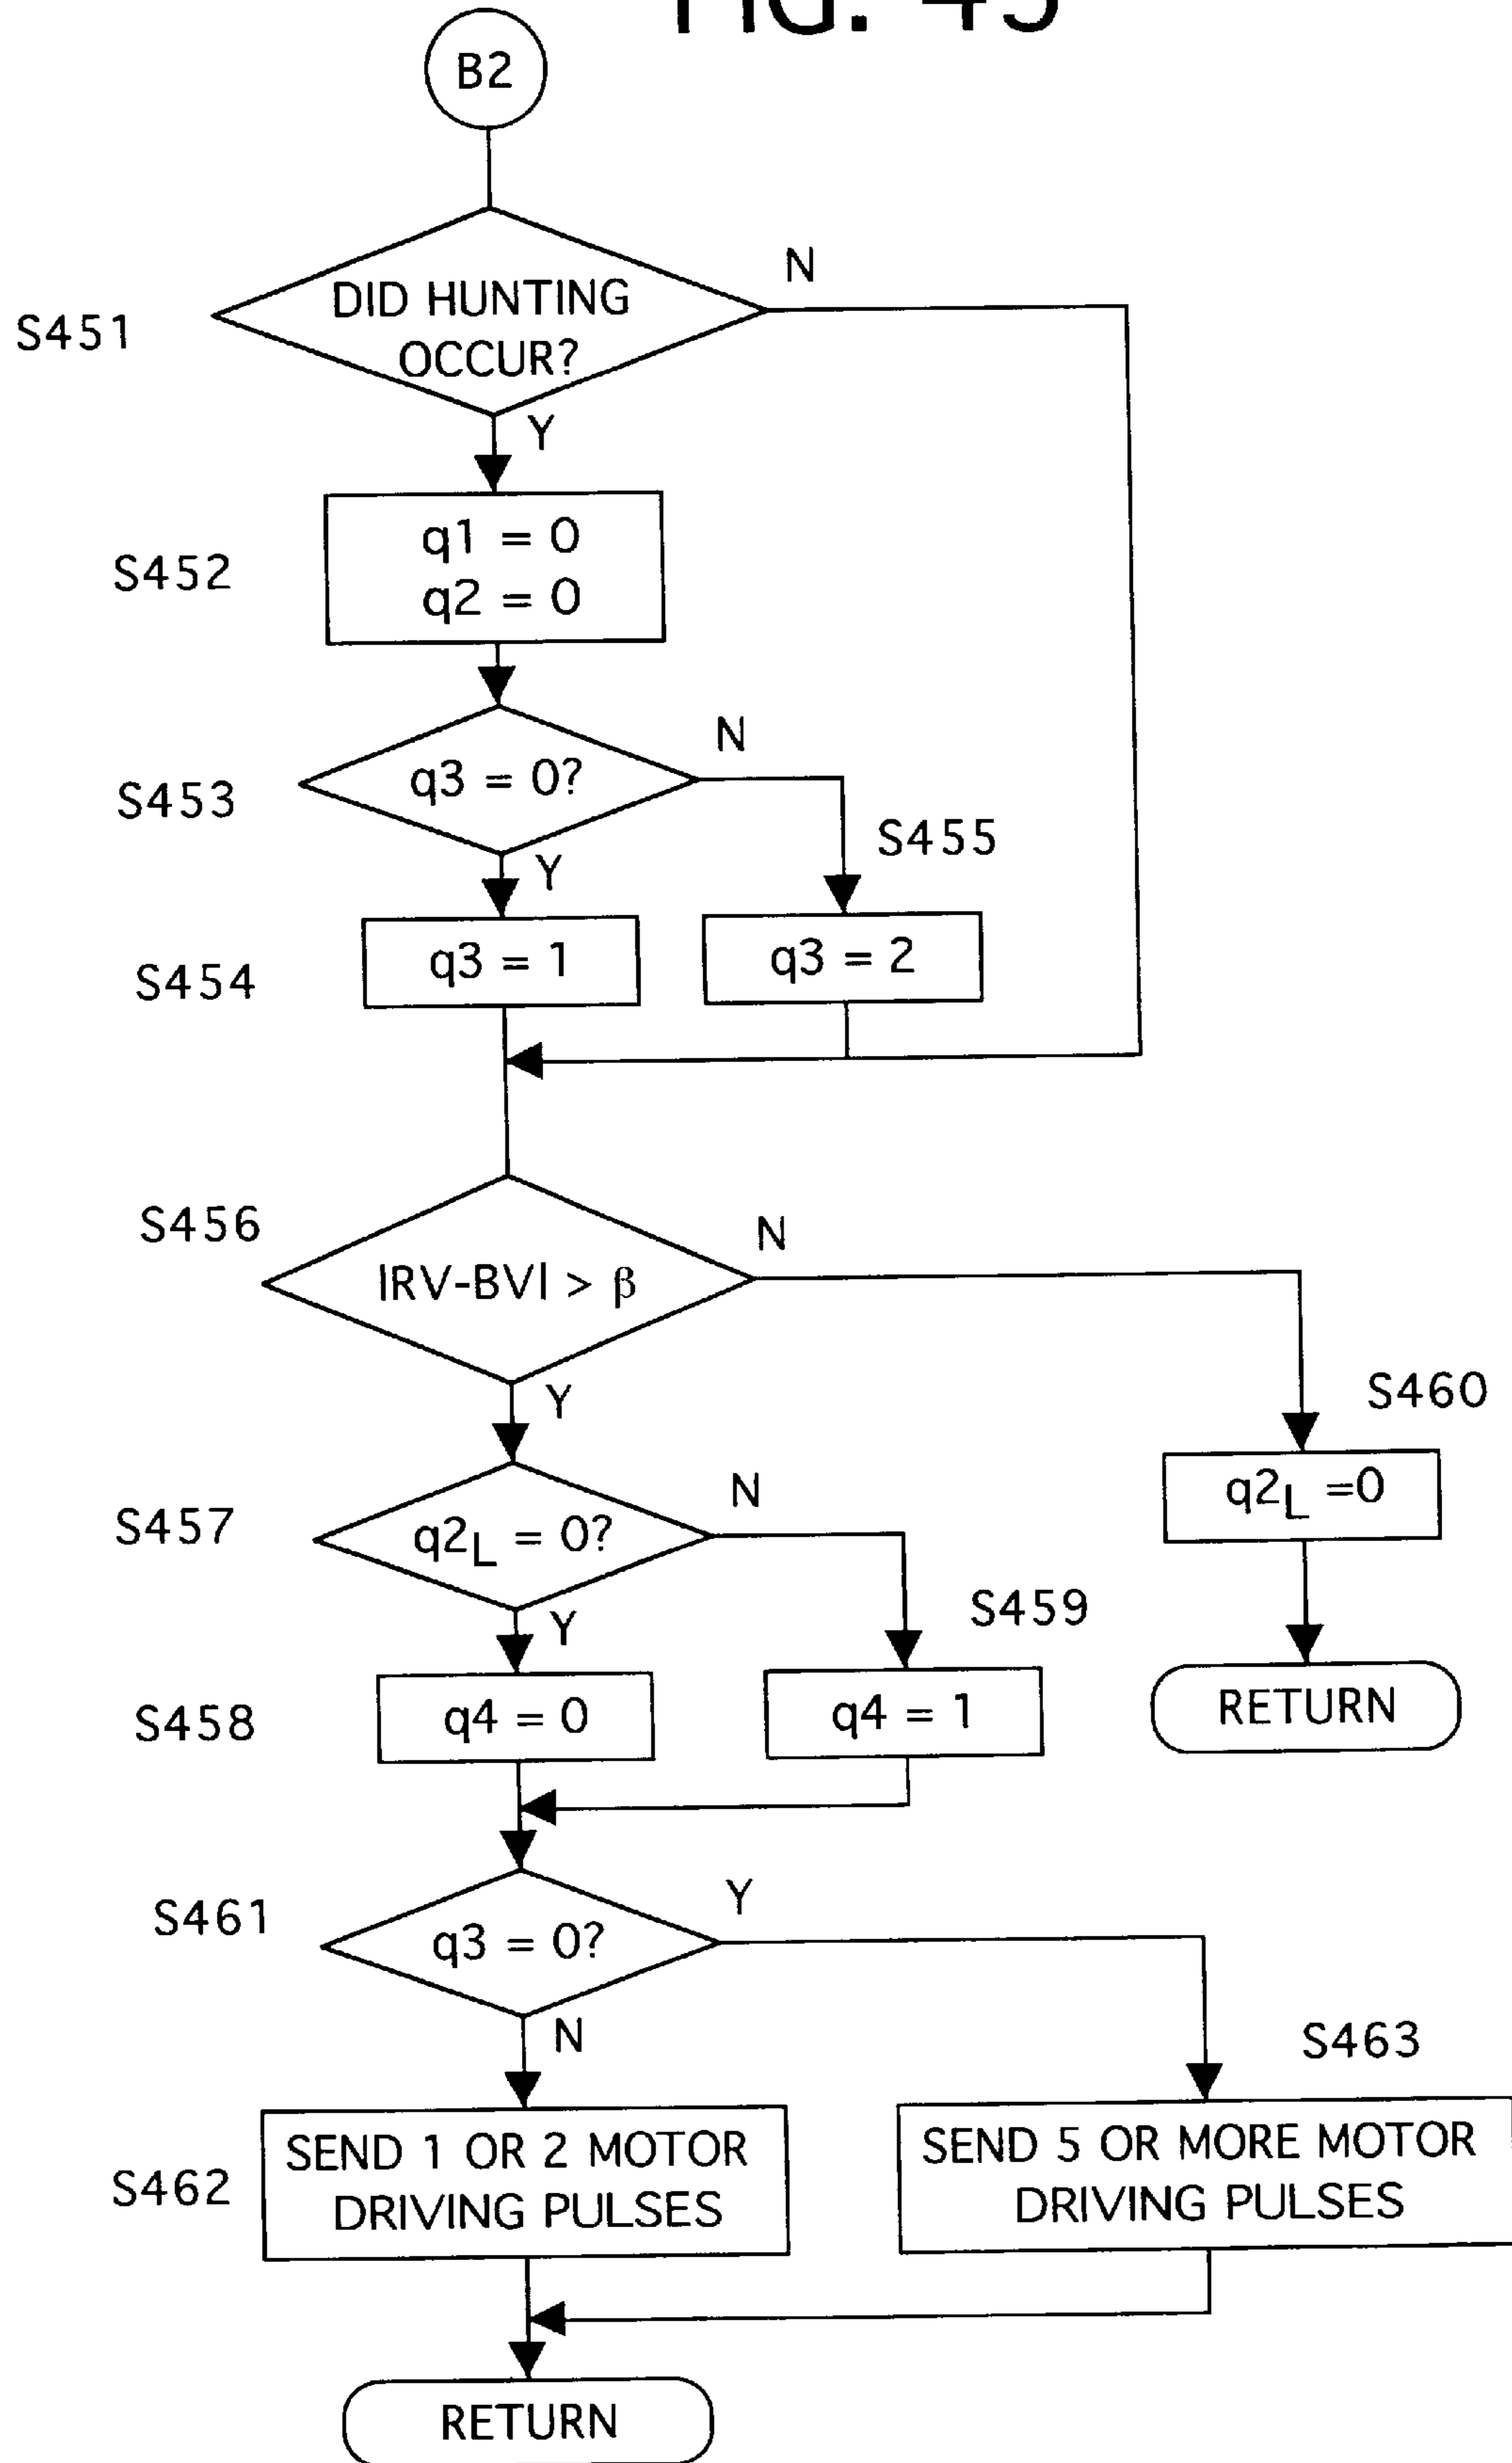 FIG. 45
B2
S451
DID HUNTING
OCCUR?
N
Y
S452
q1 = 0
q2 = 0
S453
q3 = 0?
N
Y
S455
S454
q3 = 1
q3 = 2
S456
|RV-BV| > β
N
Y
S460
q2L =0
S457
q2L = 0?
N
Y
S459
S458
q4 = 0
q4 = 1
RETURN
S461
q3 = 0?
Y
N
S463
S462
SEND 1 OR 2 MOTOR
DRIVING PULSES
SEND 5 OR MORE MOTOR
DRIVING PULSES
RETURN